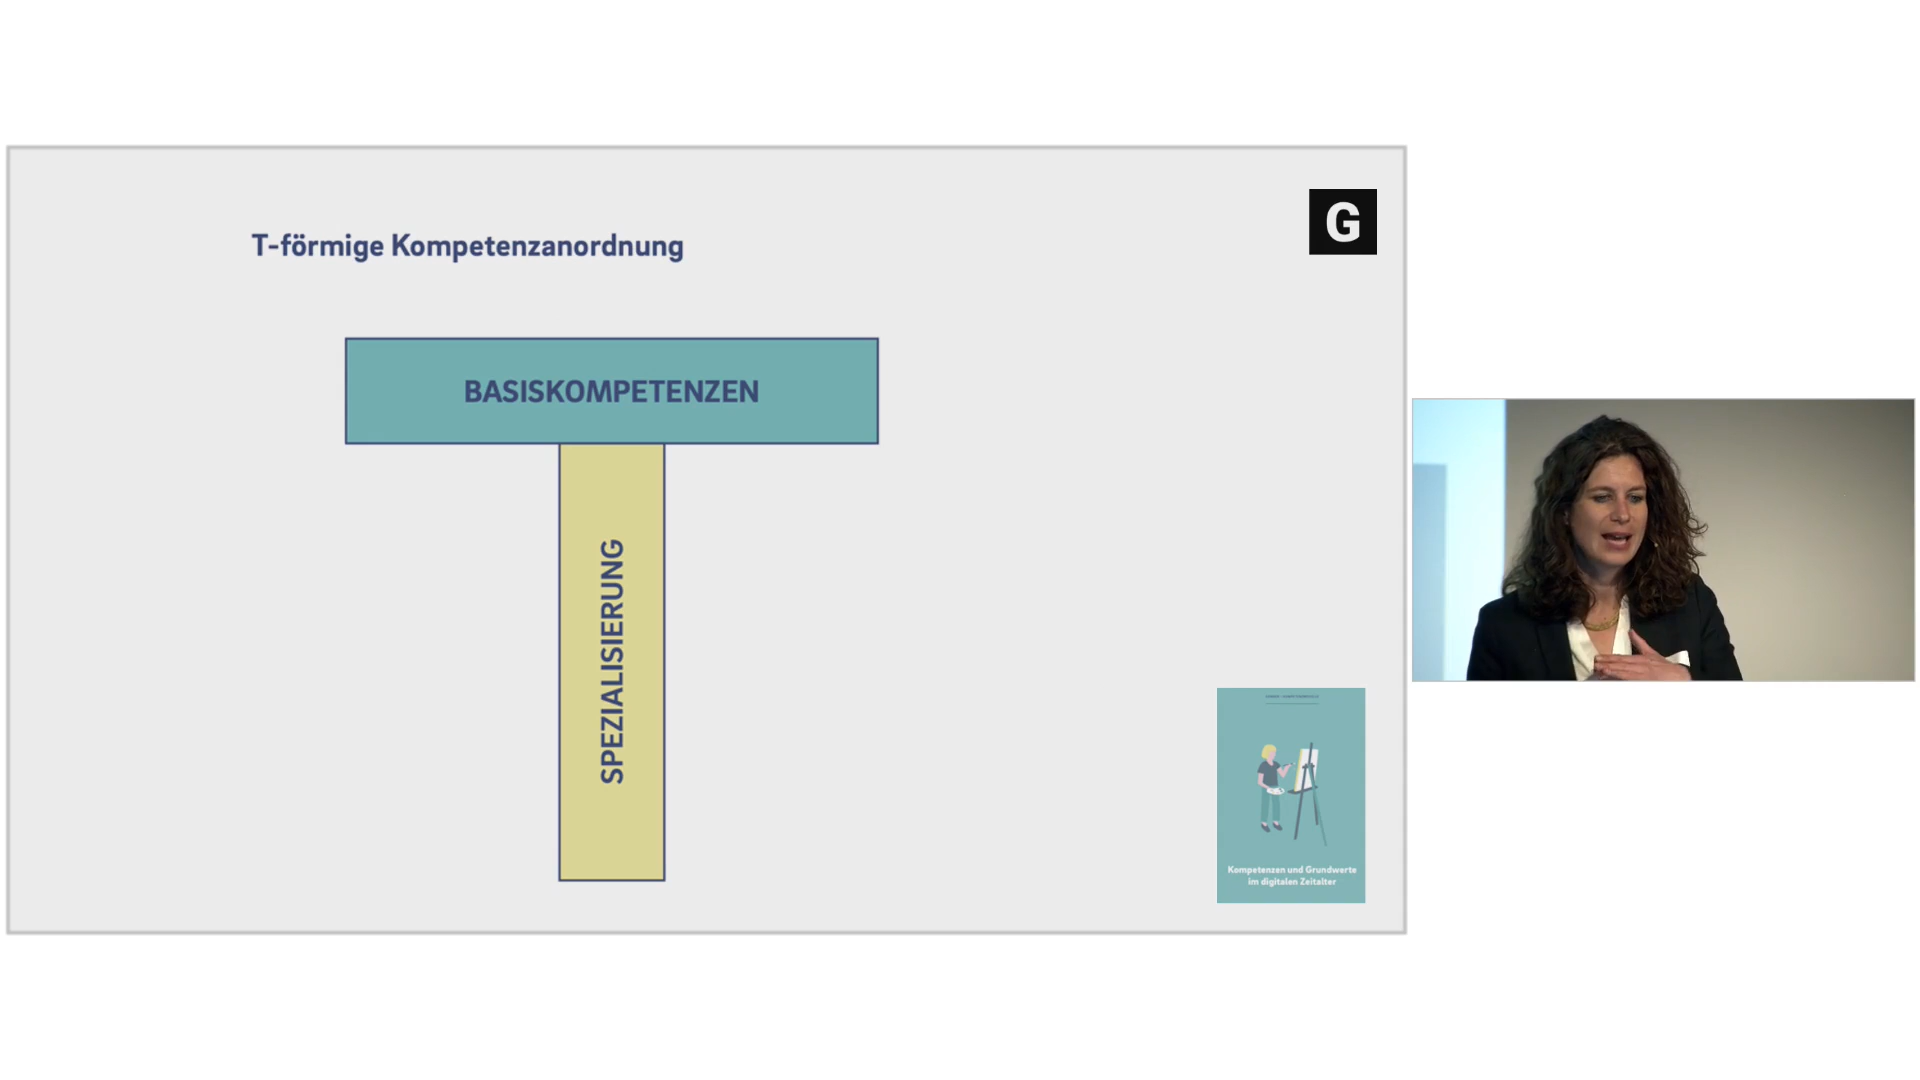 G
T-förmige Kompetenzanordnung
BASISKOMPETENZEN
SPEZIALISIERUNG
Kompetenzen und Grundwerte
im digitalen Zeitalter